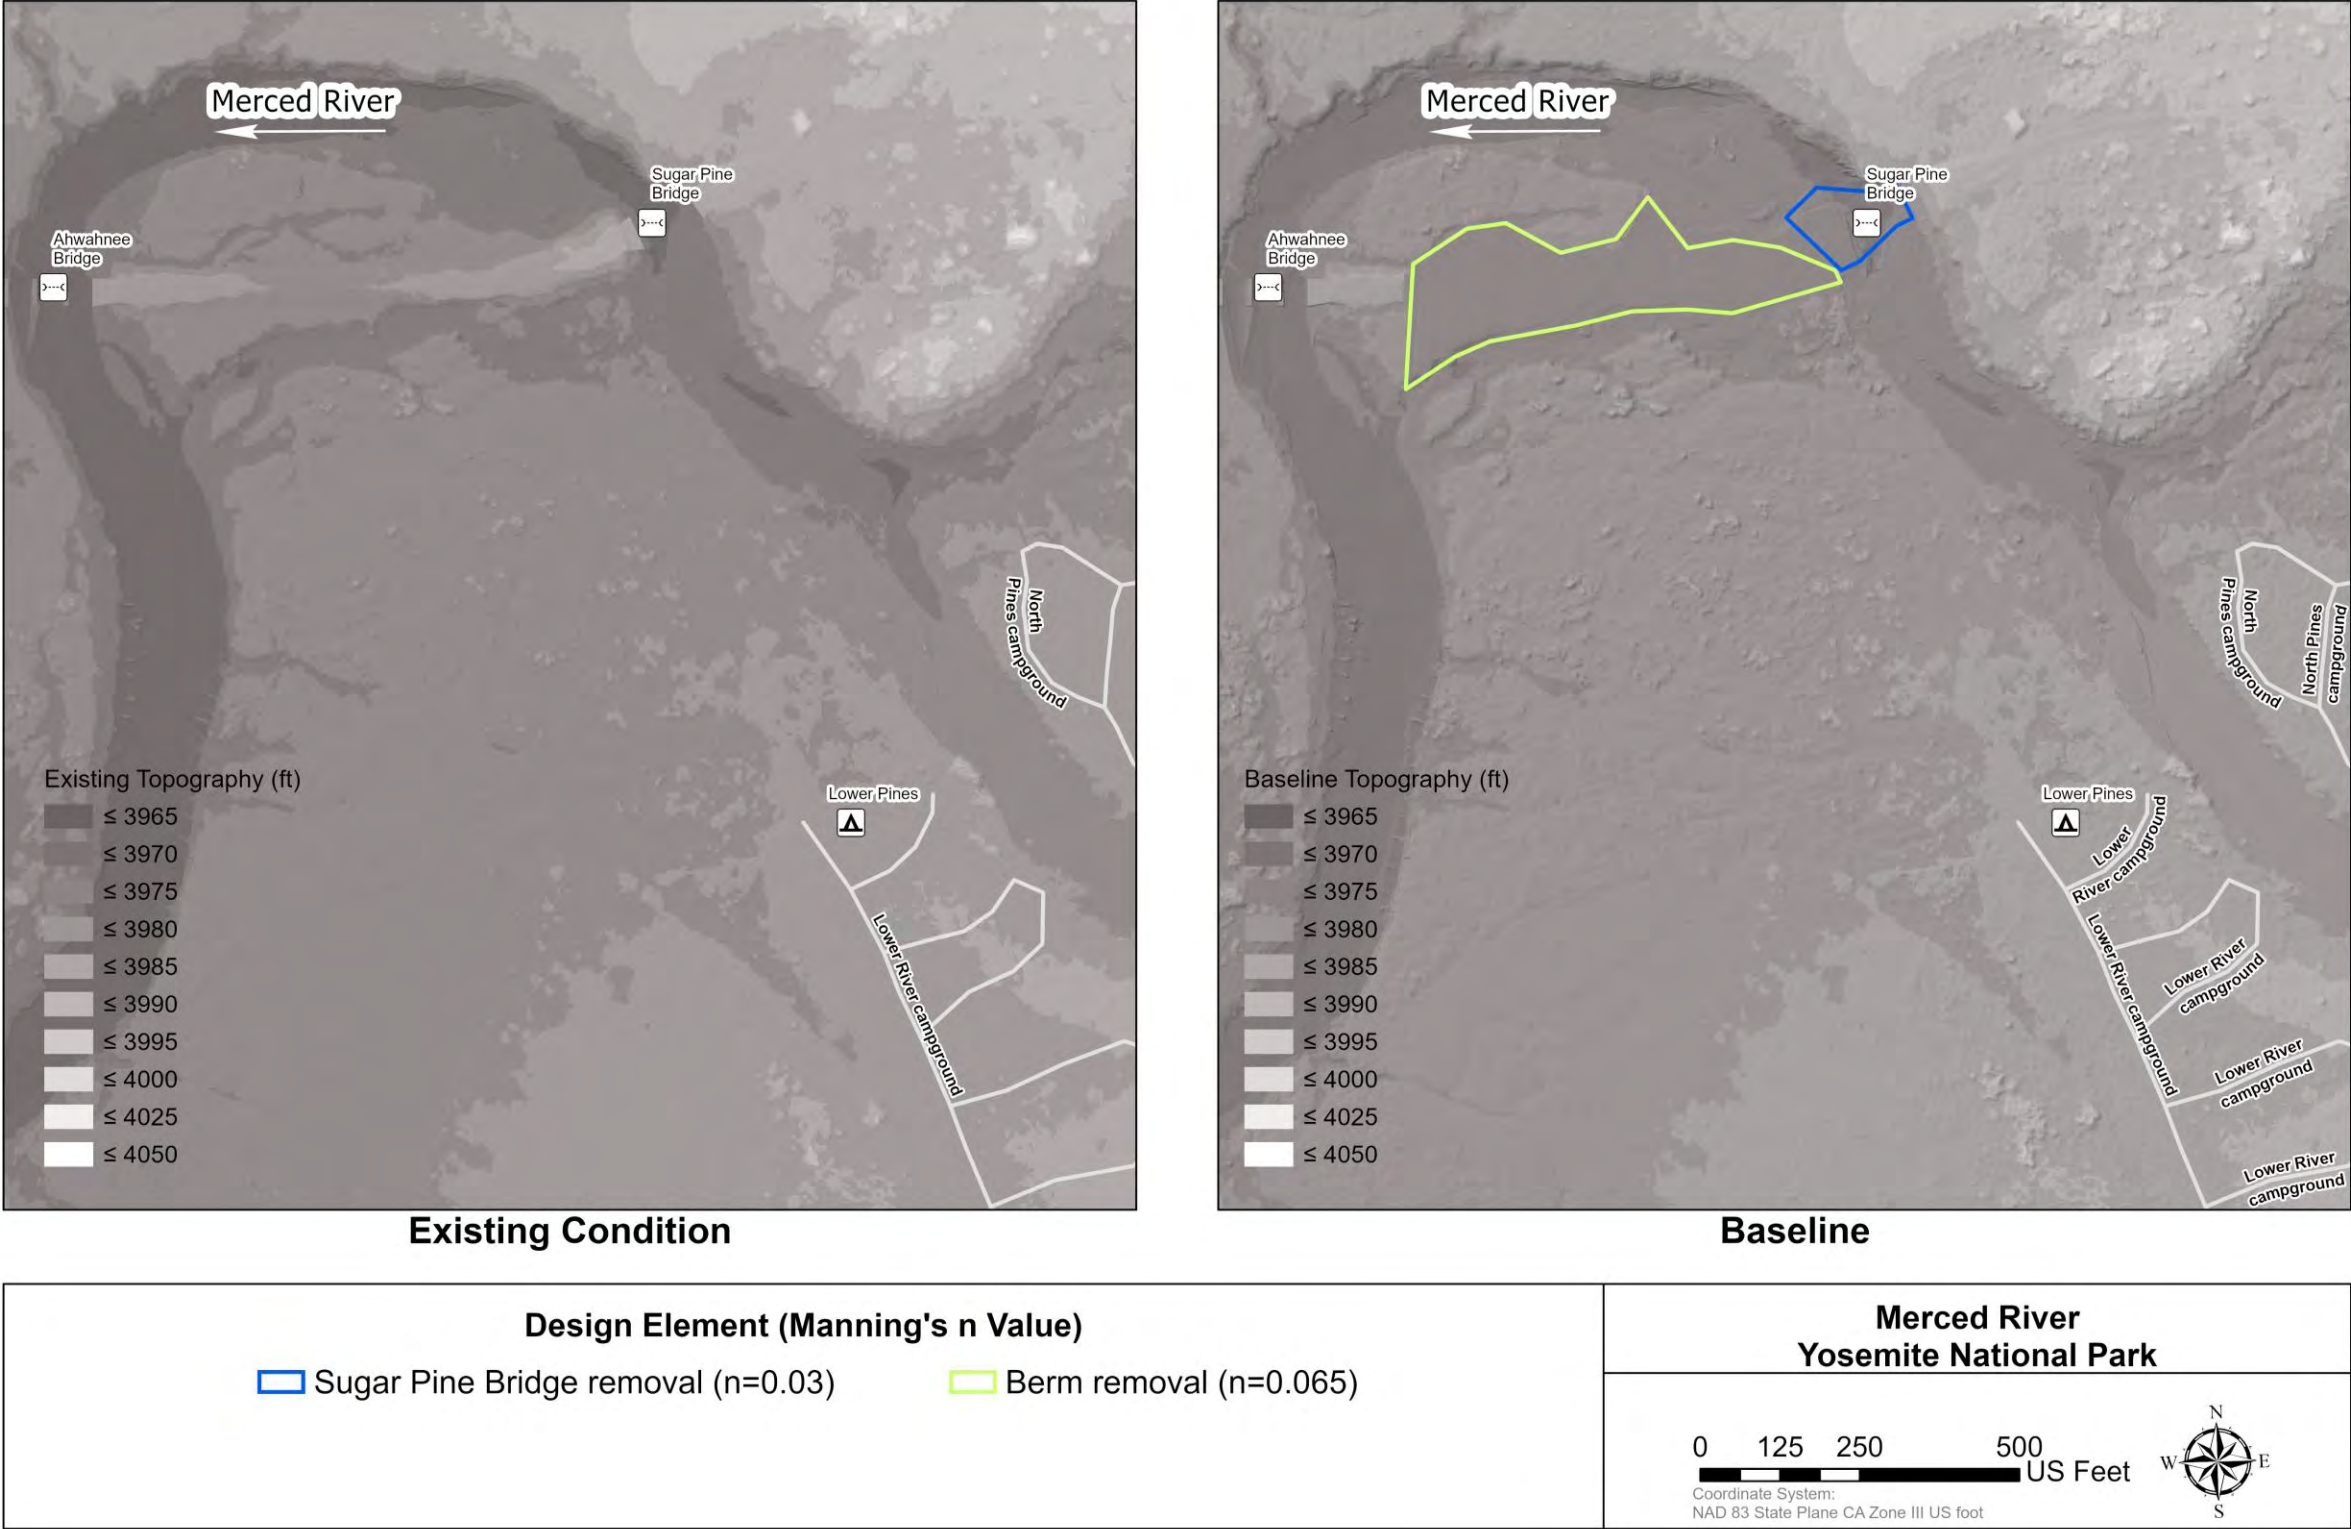 Merced River
Sugar Pine
Bridge
Ahwahnee
Bridge
North
Pines campground
Existing Topography (ft)
≤ 3965
≤ 3970
≤ 3975
≤ 3980
≤ 3985
≤ 3990
≤ 3995
≤ 4000
≤ 4025
≤ 4050
Lower Pines
Lower River campground
Existing Condition
Merced River
Sugar Pine
Bridge
Ahwahnee
Bridge
North
Pines campground
North Pines
campground
Baseline Topography (ft)
≤ 3965
≤ 3970
≤ 3975
≤ 3980
≤ 3985
≤ 3990
≤ 3995
≤ 4000
≤ 4025
≤ 4050
Lower Pines
Lower
River campground
Lower River campground
Lower River
campground
Lower River
campground
Lower River
campground
Baseline
Design Element (Manning's n Value)
Sugar Pine Bridge removal (n=0.03)
Berm removal (n=0.065)
Merced River
Yosemite National Park
0 125 250 500
US Feet
Coordinate System:
NAD 83 State Plane CA Zone III US foot
N
W E
S